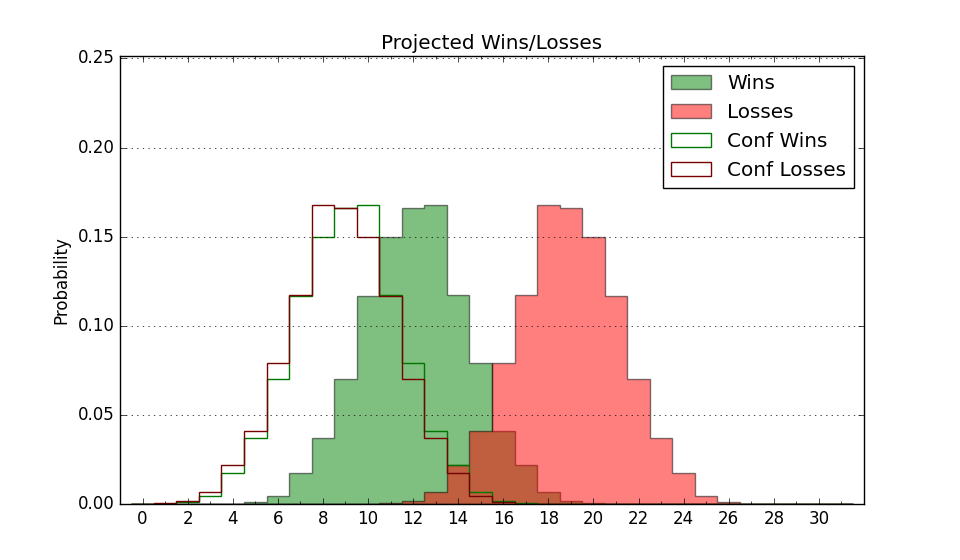 Projected Wins/Losses
0.25
0.20
0.15
0.10
0.05
0.00
Probability
Wins
Losses
Conf Wins
Conf Losses
0 2 4 6 8 10 12 14 16 18 20 22 24 26 28 30